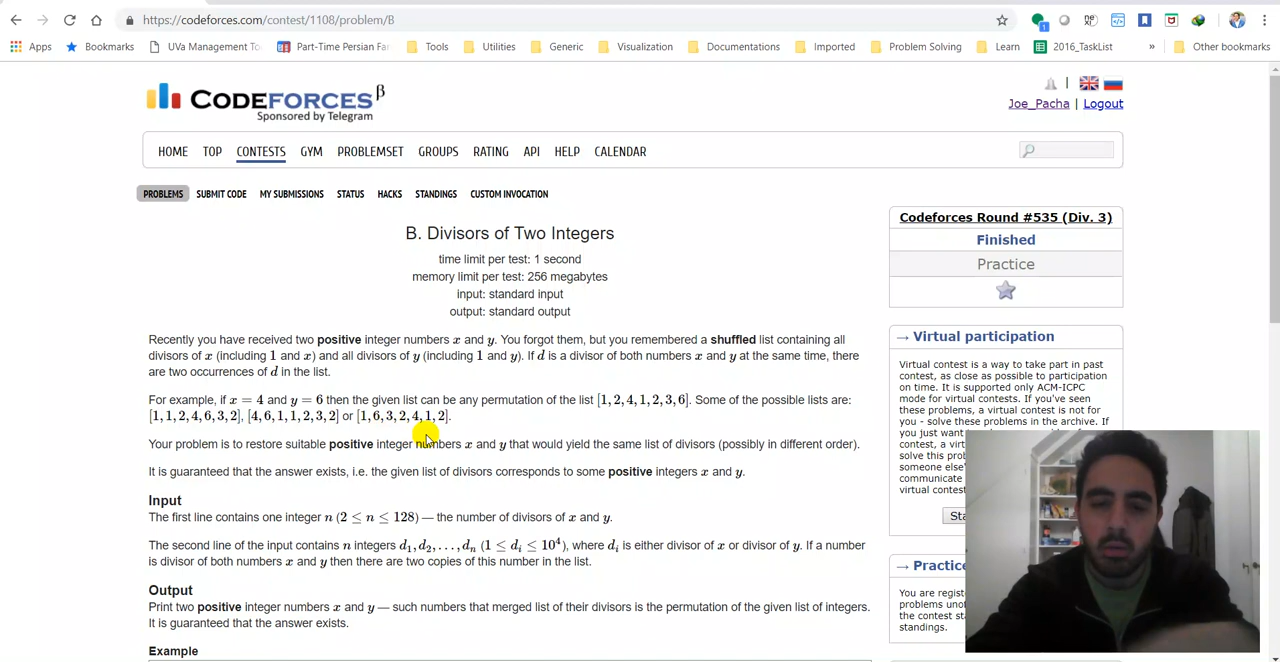 https://codeforces.com/contest/1108/problem/B
Apps Bookmarks UVa Management To Part-Time Persian Far Tools Utilities Generic Visualization Documentations Imported Problem Solving Learn 2016_TaskList » Other bookmarks
CODEFORCES β
Sponsored by Telegram
Joe_Pacha | Logout
HOME TOP CONTESTS GYM PROBLEMSET GROUPS RATING API HELP CALENDAR
PROBLEMS SUBMIT CODE MY SUBMISSIONS STATUS HACKS STANDINGS CUSTOM INVOCATION
B. Divisors of Two Integers
time limit per test: 1 second
memory limit per test: 256 megabytes
input: standard input
output: standard output
Recently you have received two positive integer numbers x and y. You forgot them, but you remembered a shuffled list containing all
divisors of x (including 1 and x) and all divisors of y (including 1 and y). If d is a divisor of both numbers x and y at the same time, there
are two occurrences of d in the list.
For example, if x = 4 and y = 6 then the given list can be any permutation of the list [1, 2, 4, 1, 2, 3, 6]. Some of the possible lists are:
[1, 1, 2, 4, 6, 3, 2], [4, 6, 1, 1, 2, 3, 2] or [1, 6, 3, 2, 4, 1, 2].
Your problem is to restore suitable positive integer numbers x and y that would yield the same list of divisors (possibly in different order).
It is guaranteed that the answer exists, i.e. the given list of divisors corresponds to some positive integers x and y.
Input
The first line contains one integer n (2 ≤ n ≤ 128) — the number of divisors of x and y.
The second line of the input contains n integers d₁, d₂, …, dₙ (1 ≤ dᵢ ≤ 10⁴), where dᵢ is either divisor of x or divisor of y. If a number
is divisor of both numbers x and y then there are two copies of this number in the list.
Output
Print two positive integer numbers x and y — such numbers that merged list of their divisors is the permutation of the given list of integers.
It is guaranteed that the answer exists.
Example
Codeforces Round #535 (Div. 3)
Finished
Practice
→ Virtual participation
Virtual contest is a way to take part in past
contest, as close as possible to participation
on time. It is supported only ACM-ICPC
mode for virtual contests. If you've seen
these problems, a virtual contest is not for
you - solve these problems in the archive. If
you just want
contest, a virt
solve this prob
someone else'
communicate
virtual contest
Sta
→ Practice
You are regist
problems unof
the contest sta
standings.